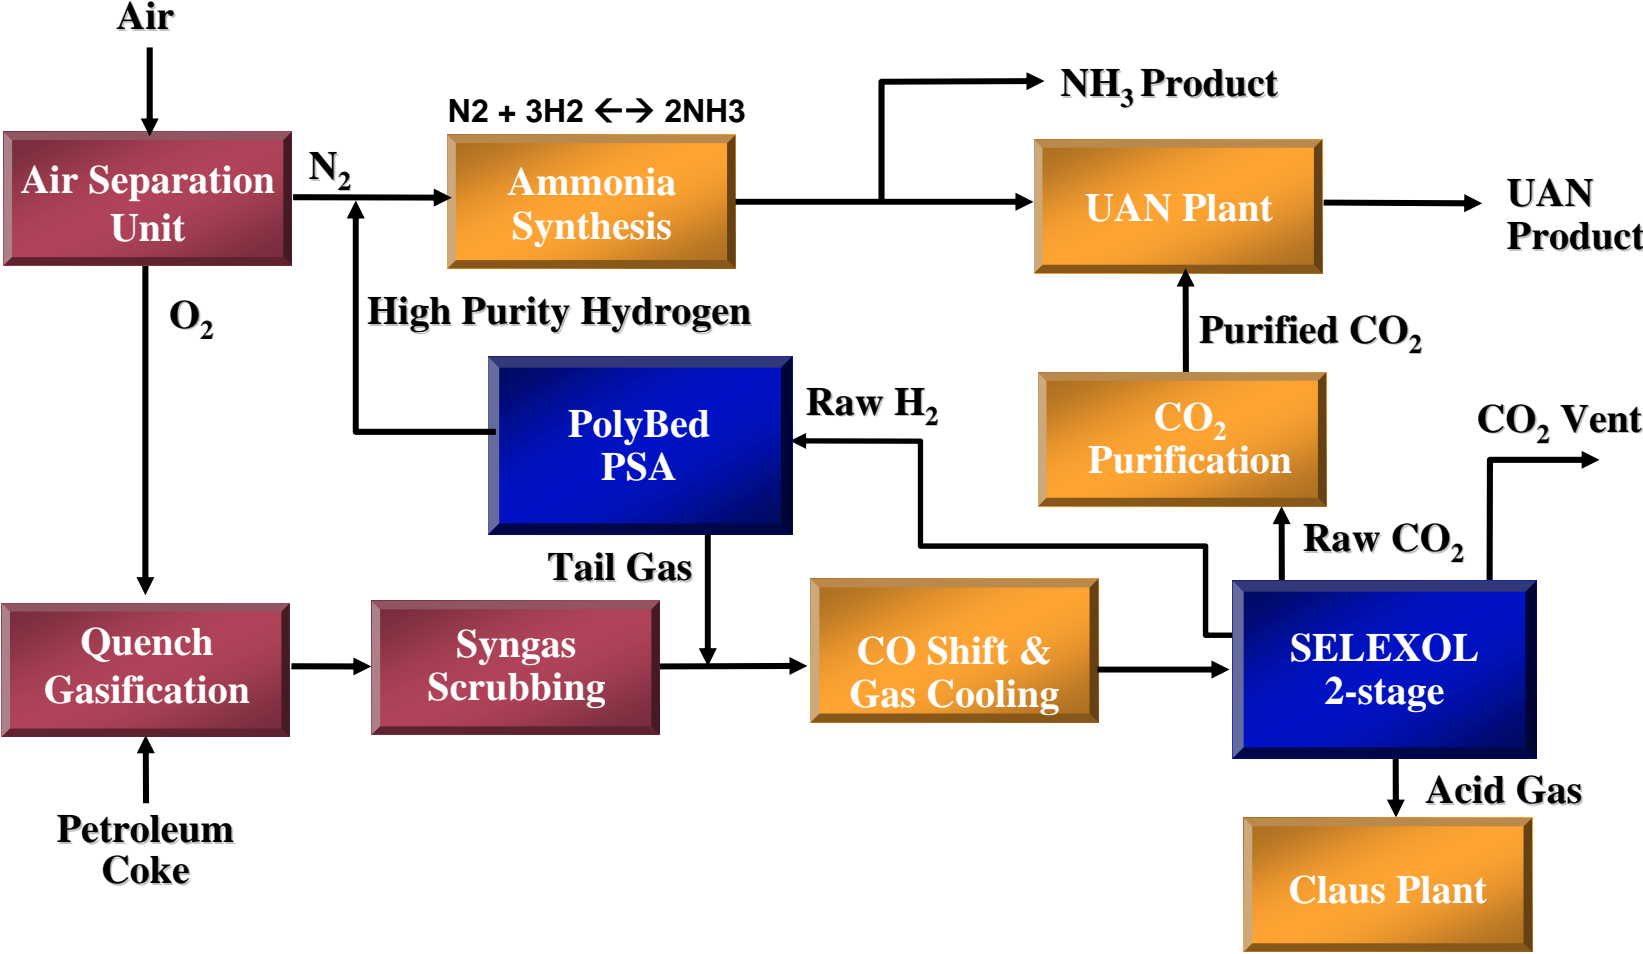 Air
NH3 Product
N2 + 3H2 ←→ 2NH3
Air Separation
Unit
N2
Ammonia
Synthesis
UAN Plant
UAN
Product
O2
High Purity Hydrogen
Purified CO2
PolyBed
PSA
Raw H2
CO2
Purification
CO2 Vent
Tail Gas
Raw CO2
Quench
Gasification
Syngas
Scrubbing
CO Shift &
Gas Cooling
SELEXOL
2-stage
Acid Gas
Petroleum
Coke
Claus Plant